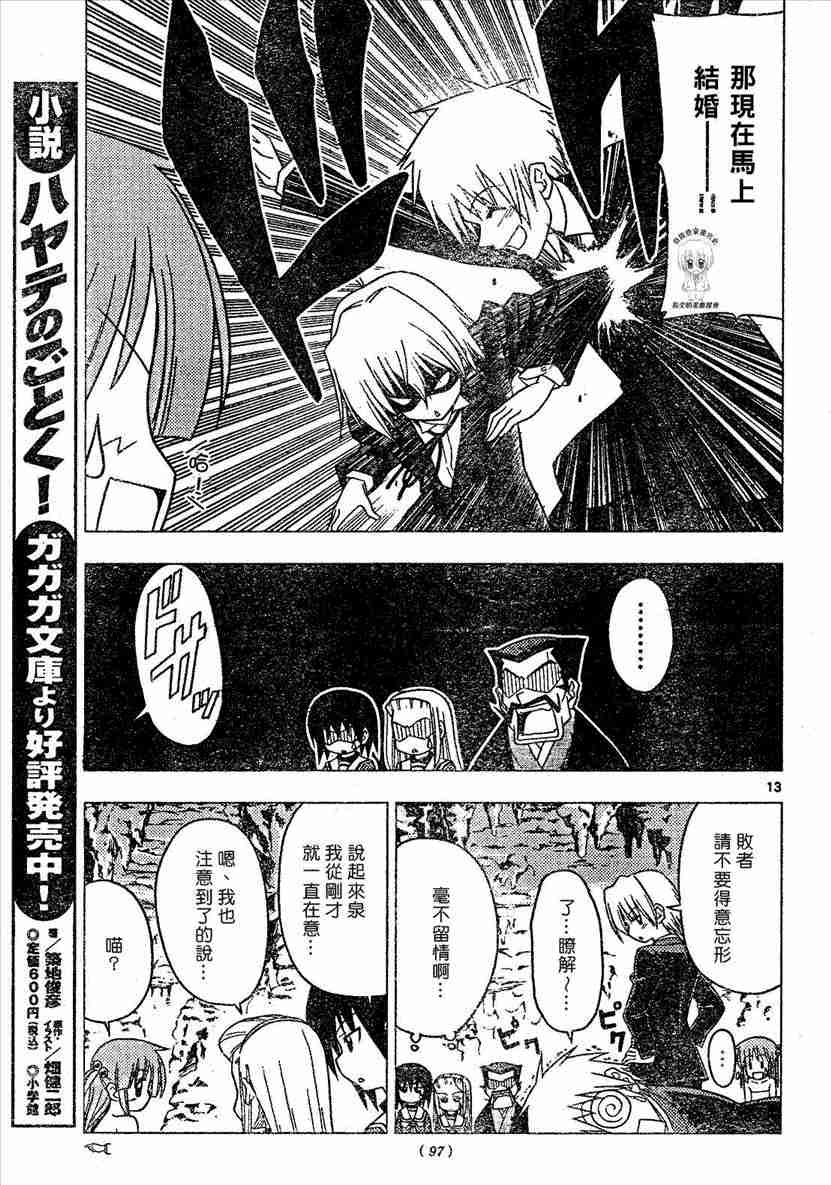 那現在馬上
結婚——
哈—
………
ドサッ
13
敗者
請不要得意忘形
了…瞭解～…
毫不留情啊…
…
ピク
ピク
說起來泉
我從剛才
就一直在意…
嗯、我也
注意到了的說…
喵？
(97)
小説
ハヤテのごとく！
ガガガ文庫より好評発売中！
著／築地俊彦
原作・イラスト／畑健二郎
◎定価600円（税込）
◎小学館